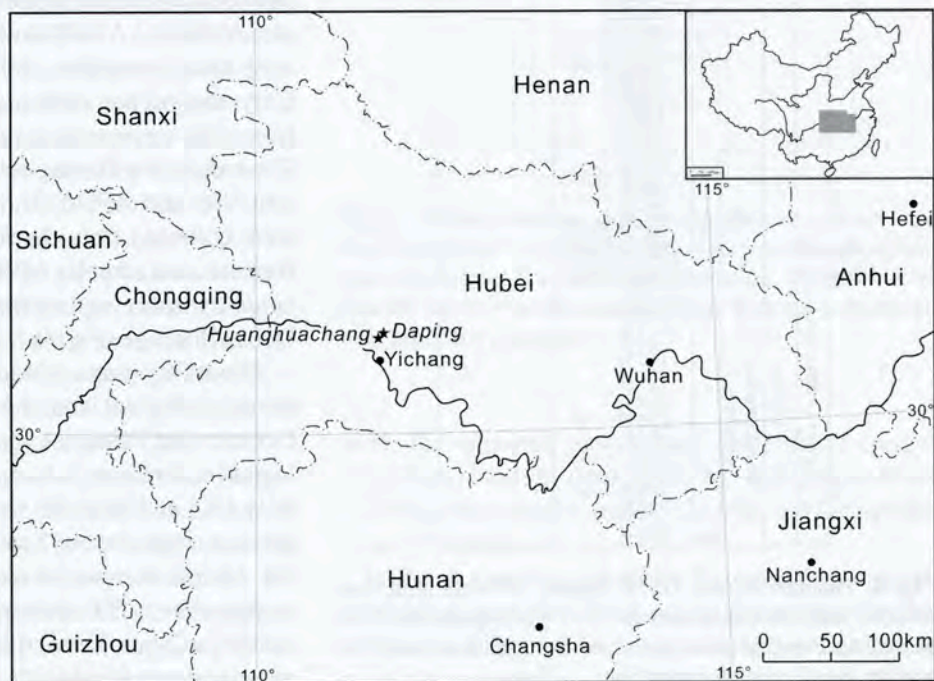 110°
Henan
Shanxi
115°
Hefei
Sichuan
Chongqing
Hubei
Anhui
Huanghuachang
Daping
Yichang
Wuhan
30°
30°
Jiangxi
Nanchang
Hunan
Changsha
0 50 100km
Guizhou
110°
115°